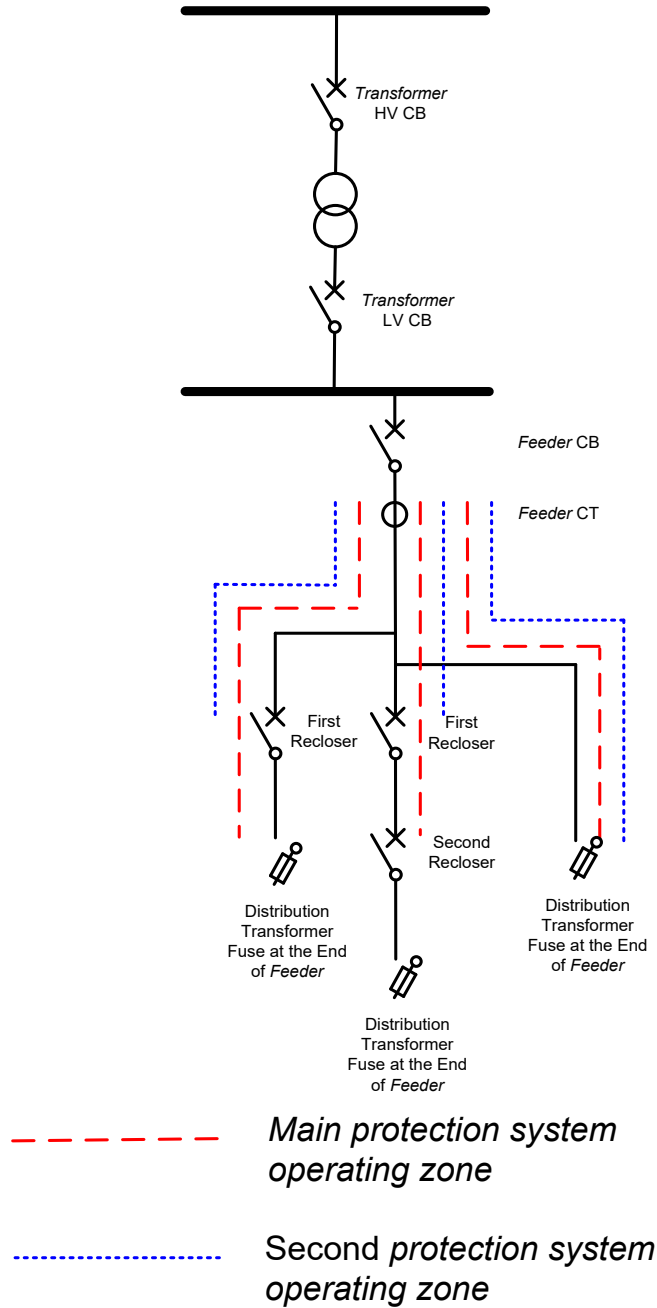 Transformer
HV CB
Transformer
LV CB
Feeder CB
Feeder CT
First
Recloser
First
Recloser
Second
Recloser
Distribution
Transformer
Fuse at the End
of Feeder
Distribution
Transformer
Fuse at the End
of Feeder
Distribution
Transformer
Fuse at the End
of Feeder
Main protection system
operating zone
Second protection system
operating zone